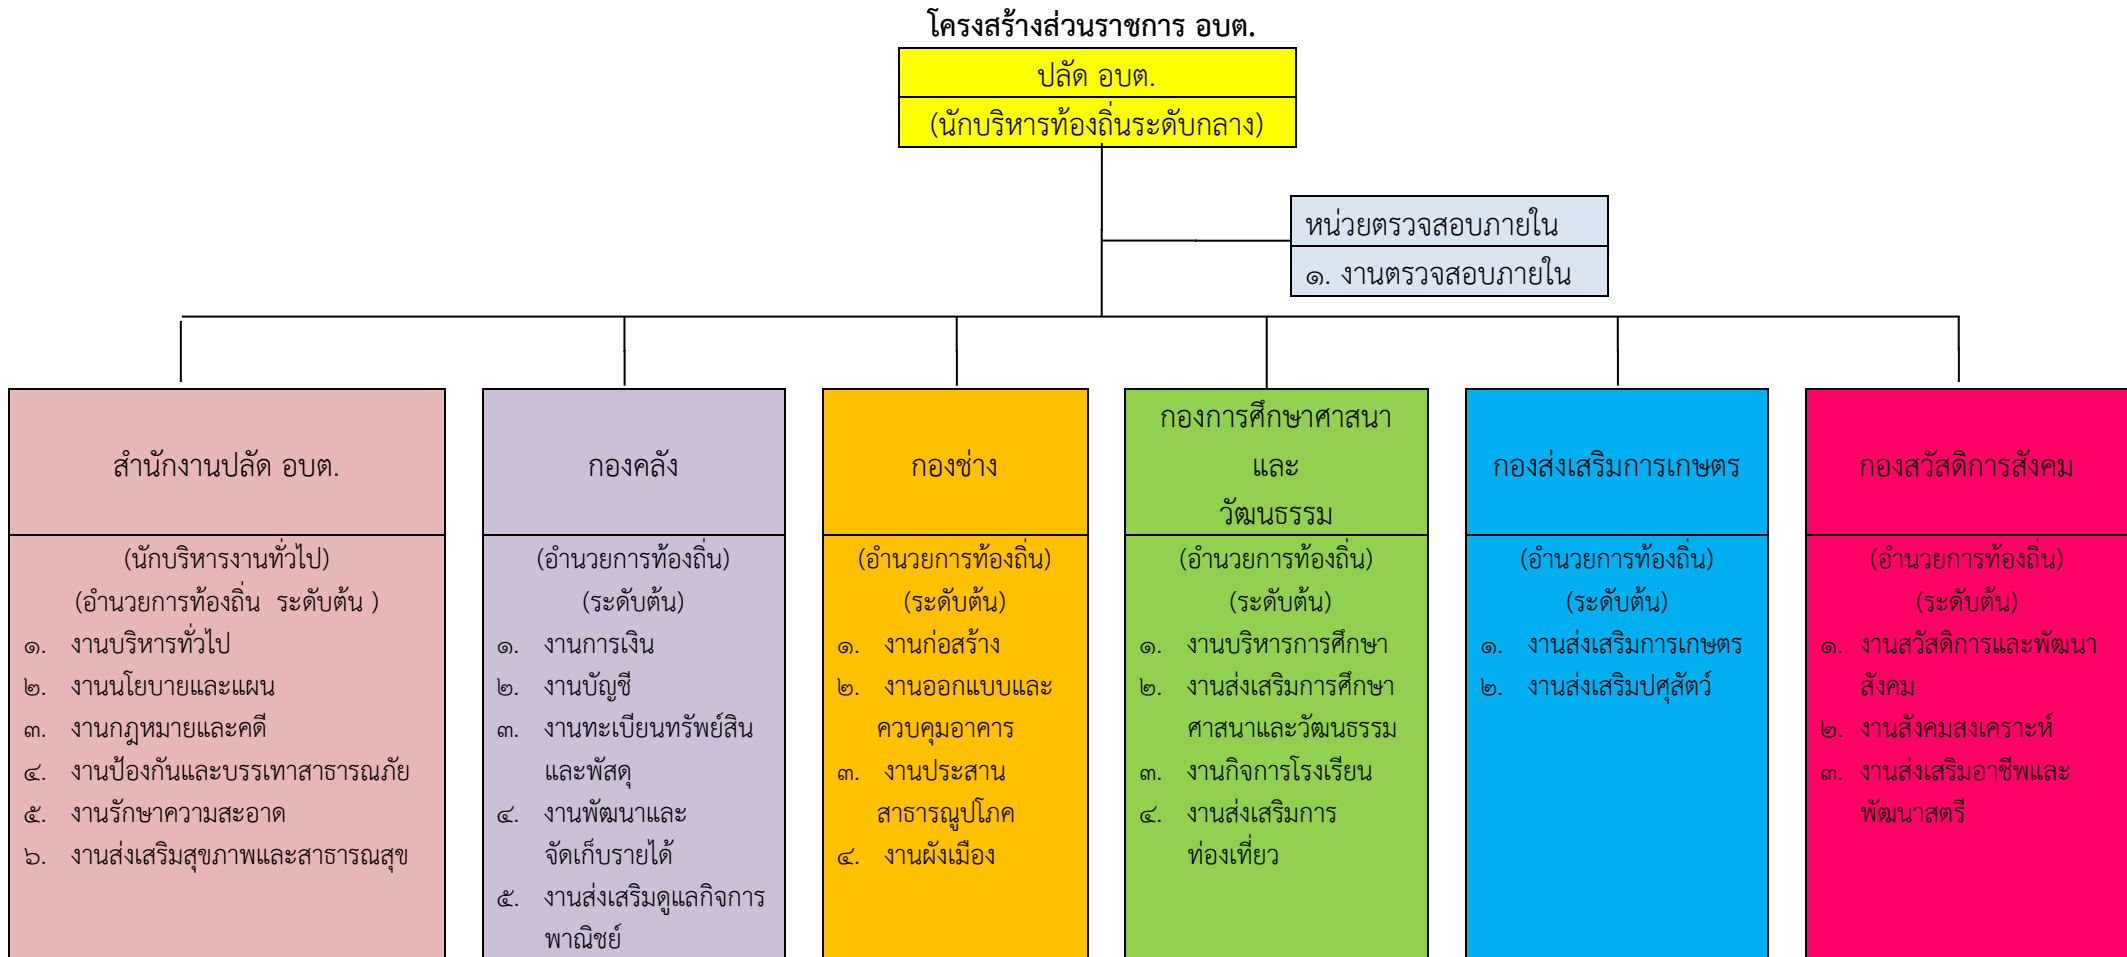 โครงสร้างส่วนราชการ อบต.
ปลัด อบต.
(นักบริหารท้องถิ่นระดับกลาง)
หน่วยตรวจสอบภายใน
๑. งานตรวจสอบภายใน
สำนักงานปลัด อบต.
(นักบริหารงานทั่วไป)
(อำนวยการท้องถิ่น ระดับต้น )
๑. งานบริหารทั่วไป
๒. งานนโยบายและแผน
๓. งานกฎหมายและคดี
๔. งานป้องกันและบรรเทาสาธารณภัย
๕. งานรักษาความสะอาด
๖. งานส่งเสริมสุขภาพและสาธารณสุข
กองคลัง
(อำนวยการท้องถิ่น)
(ระดับต้น)
๑. งานการเงิน
๒. งานบัญชี
๓. งานทะเบียนทรัพย์สิน
และพัสดุ
๔. งานพัฒนาและ
จัดเก็บรายได้
๕. งานส่งเสริมดูแลกิจการ
พาณิชย์
กองช่าง
(อำนวยการท้องถิ่น)
(ระดับต้น)
๑. งานก่อสร้าง
๒. งานออกแบบและ
ควบคุมอาคาร
๓. งานประสาน
สาธารณูปโภค
๔. งานผังเมือง
กองการศึกษาศาสนา
และ
วัฒนธรรม
(อำนวยการท้องถิ่น)
(ระดับต้น)
๑. งานบริหารการศึกษา
๒. งานส่งเสริมการศึกษา
ศาสนาและวัฒนธรรม
๓. งานกิจการโรงเรียน
๔. งานส่งเสริมการ
ท่องเที่ยว
กองส่งเสริมการเกษตร
(อำนวยการท้องถิ่น)
(ระดับต้น)
๑. งานส่งเสริมการเกษตร
๒. งานส่งเสริมปศุสัตว์
กองสวัสดิการสังคม
(อำนวยการท้องถิ่น)
(ระดับต้น)
๑. งานสวัสดิการและพัฒนา
สังคม
๒. งานสังคมสงเคราะห์
๓. งานส่งเสริมอาชีพและ
พัฒนาสตรี